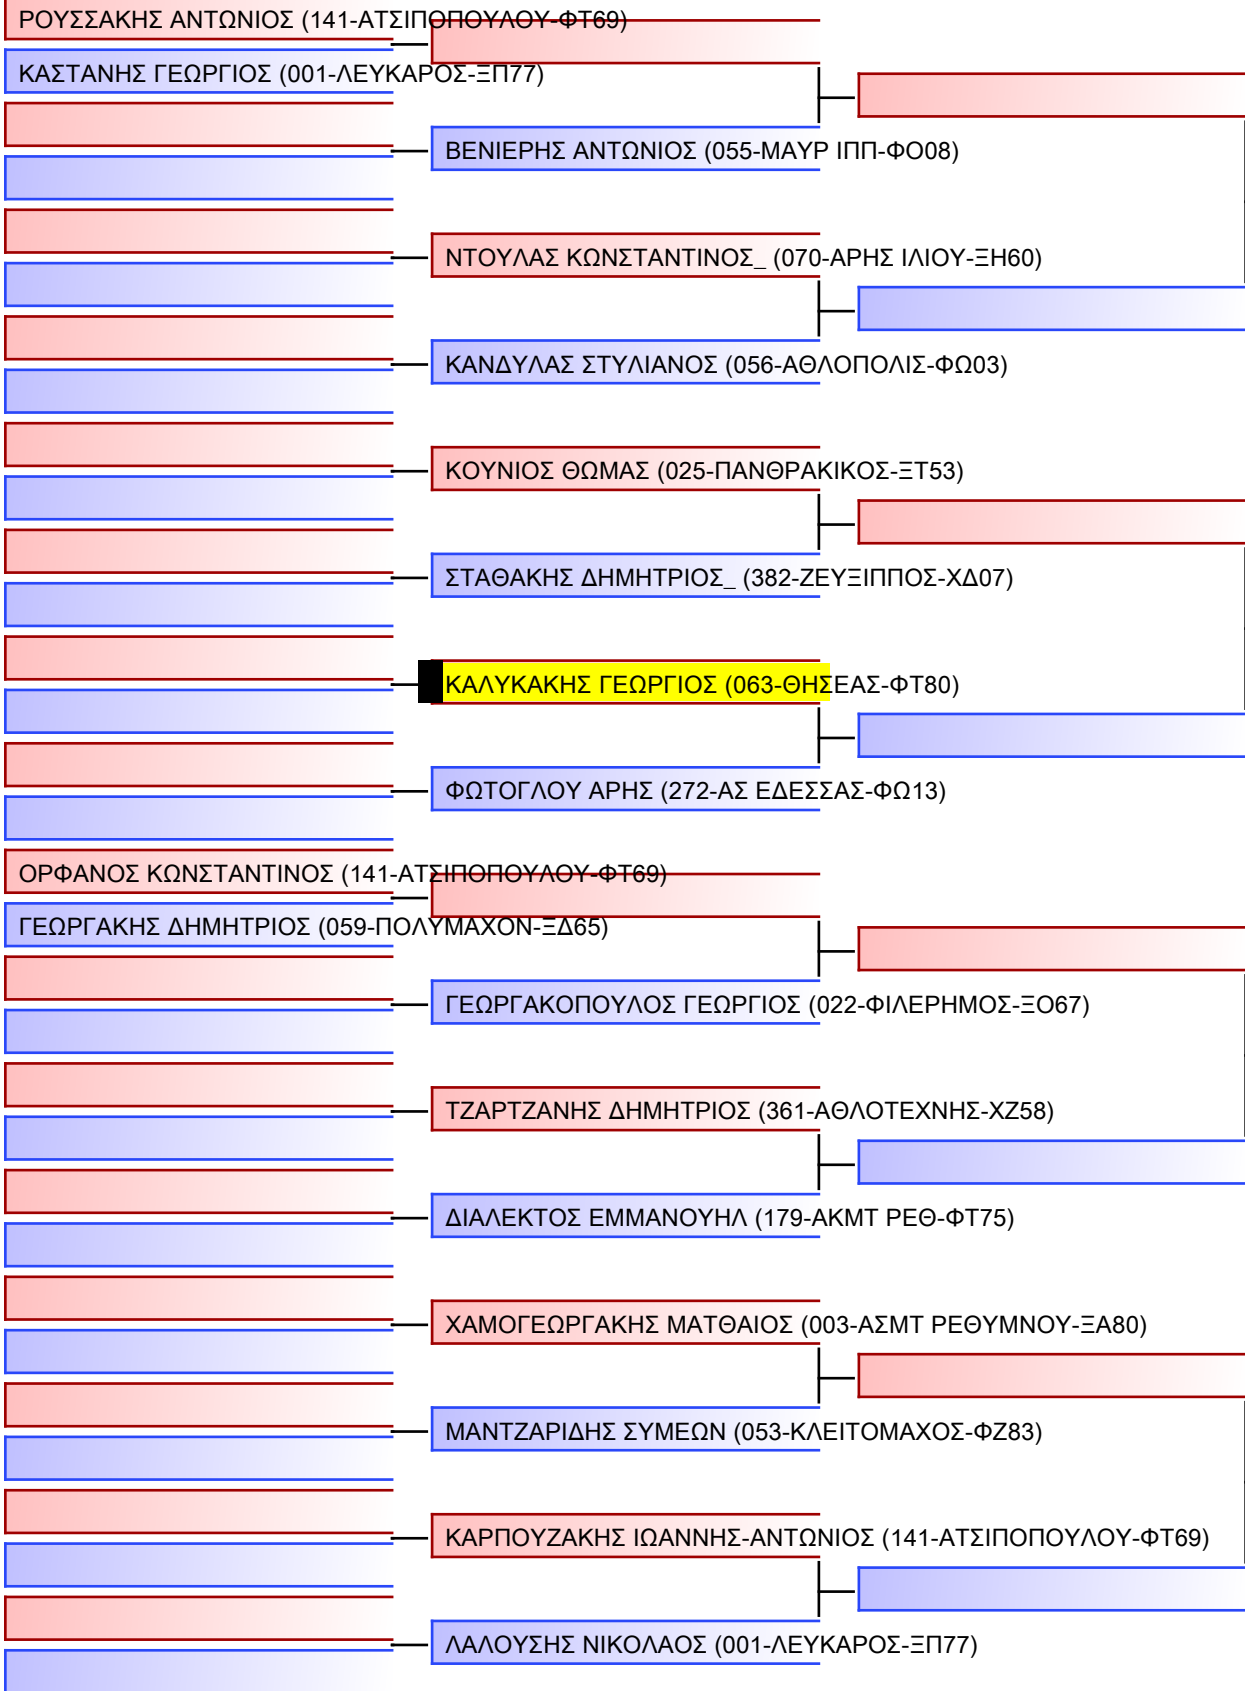 ΡΟΥΣΣΑΚΗΣ ΑΝΤΩΝΙΟΣ (141-ΑΤΣΙΠΟΠΟΥΛΟΥ-ΦΤ69)
ΚΑΣΤΑΝΗΣ ΓΕΩΡΓΙΟΣ (001-ΛΕΥΚΑΡΟΣ-ΞΠ77)
ΒΕΝΙΕΡΗΣ ΑΝΤΩΝΙΟΣ (055-ΜΑΥΡ ΙΠΠ-ΦΟ08)
ΝΤΟΥΛΑΣ ΚΩΝΣΤΑΝΤΙΝΟΣ_ (070-ΑΡΗΣ ΙΛΙΟΥ-ΞΗ60)
ΚΑΝΔΥΛΑΣ ΣΤΥΛΙΑΝΟΣ (056-ΑΘΛΟΠΟΛΙΣ-ΦΩ03)
ΚΟΥΝΙΟΣ ΘΩΜΑΣ (025-ΠΑΝΘΡΑΚΙΚΟΣ-ΞΤ53)
ΣΤΑΘΑΚΗΣ ΔΗΜΗΤΡΙΟΣ_ (382-ΖΕΥΞΙΠΠΟΣ-ΧΔ07)
ΚΑΛΥΚΑΚΗΣ ΓΕΩΡΓΙΟΣ (063-ΘΗΣΕΑΣ-ΦΤ80)
ΦΩΤΟΓΛΟΥ ΑΡΗΣ (272-ΑΣ ΕΔΕΣΣΑΣ-ΦΩ13)
ΟΡΦΑΝΟΣ ΚΩΝΣΤΑΝΤΙΝΟΣ (141-ΑΤΣΙΠΟΠΟΥΛΟΥ-ΦΤ69)
ΓΕΩΡΓΑΚΗΣ ΔΗΜΗΤΡΙΟΣ (059-ΠΟΛΥΜΑΧΟΝ-ΞΔ65)
ΓΕΩΡΓΑΚΟΠΟΥΛΟΣ ΓΕΩΡΓΙΟΣ (022-ΦΙΛΕΡΗΜΟΣ-ΞΟ67)
ΤΖΑΡΤΖΑΝΗΣ ΔΗΜΗΤΡΙΟΣ (361-ΑΘΛΟΤΕΧΝΗΣ-ΧΖ58)
ΔΙΑΛΕΚΤΟΣ ΕΜΜΑΝΟΥΗΛ (179-ΑΚΜΤ ΡΕΘ-ΦΤ75)
ΧΑΜΟΓΕΩΡΓΑΚΗΣ ΜΑΤΘΑΙΟΣ (003-ΑΣΜΤ ΡΕΘΥΜΝΟΥ-ΞΑ80)
ΜΑΝΤΖΑΡΙΔΗΣ ΣΥΜΕΩΝ (053-ΚΛΕΙΤΟΜΑΧΟΣ-ΦΖ83)
ΚΑΡΠΟΥΖΑΚΗΣ ΙΩΑΝΝΗΣ-ΑΝΤΩΝΙΟΣ (141-ΑΤΣΙΠΟΠΟΥΛΟΥ-ΦΤ69)
ΛΑΛΟΥΣΗΣ ΝΙΚΟΛΑΟΣ (001-ΛΕΥΚΑΡΟΣ-ΞΠ77)